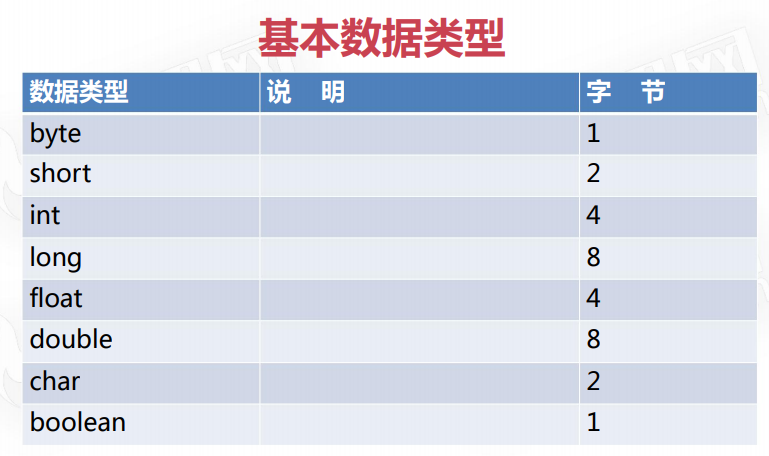 基本数据类型
数据类型 说 明 字 节
byte 1
short 2
int 4
long 8
float 4
double 8
char 2
boolean 1